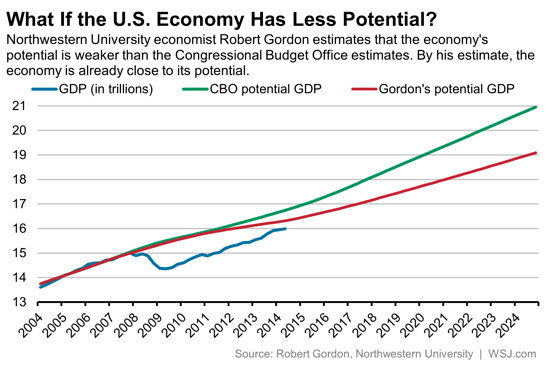 What If the U.S. Economy Has Less Potential?
Northwestern University economist Robert Gordon estimates that the economy's
potential is weaker than the Congressional Budget Office estimates. By his estimate, the
economy is already close to its potential.
GDP (in trillions) CBO potential GDP Gordon's potential GDP
21
20
19
18
17
16
15
14
13
2004 2005 2006 2007 2008 2009 2010 2011 2012 2013 2014 2015 2016 2017 2018 2019 2020 2021 2022 2023 2024
Source: Robert Gordon, Northwestern University | WSJ.com